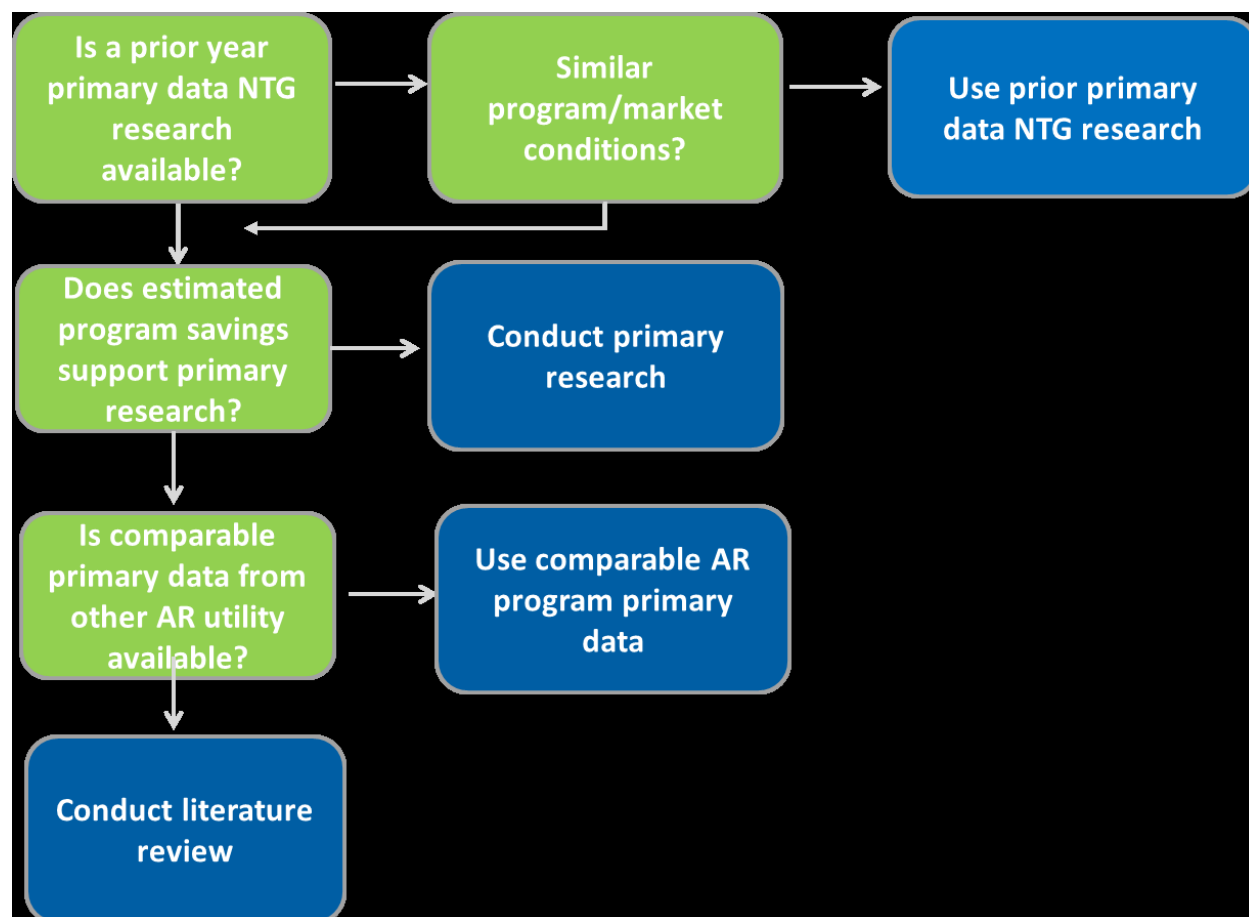 Is a prior year
primary data NTG
research
available?
Similar
program/market
conditions?
Use prior primary
data NTG research
Does estimated
program savings
support primary
research?
Conduct primary
research
Is comparable
primary data from
other AR utility
available?
Use comparable AR
program primary
data
Conduct literature
review